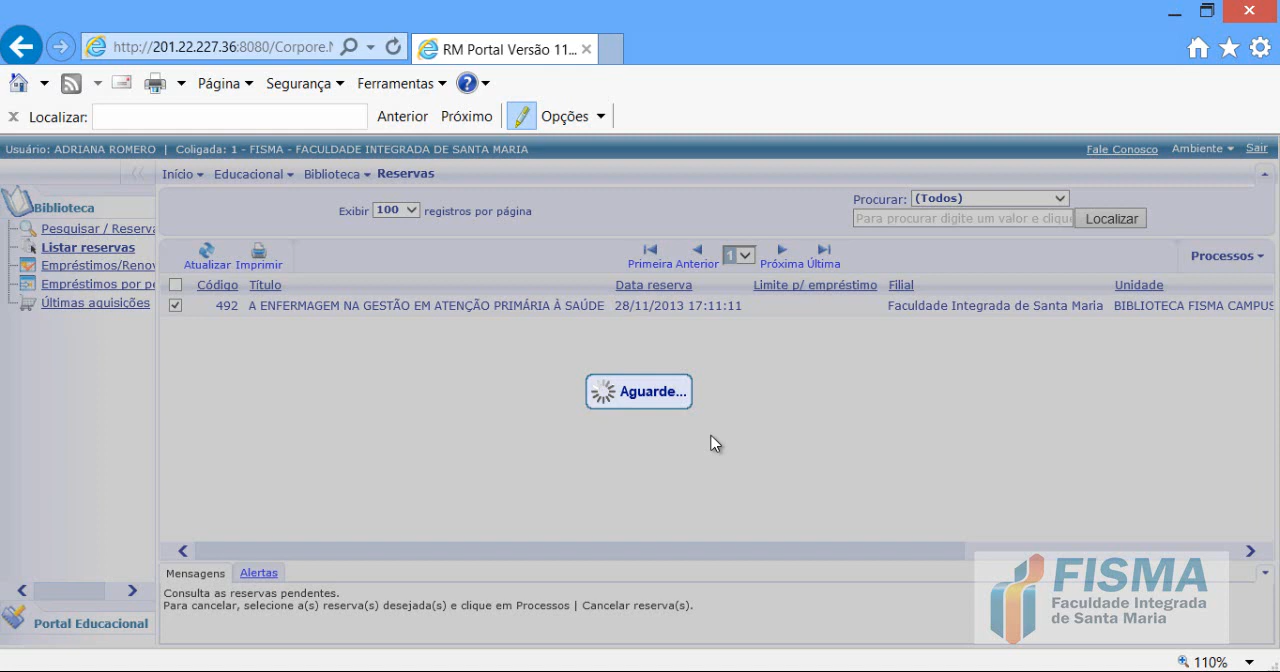 http://201.22.227.36:8080/Corpore.N
RM Portal Versão 11...
Página Segurança Ferramentas
x Localizar: Anterior Próximo Opções
Usuário: ADRIANA ROMERO | Coligada: 1 - FISMA - FACULDADE INTEGRADA DE SANTA MARIA Fale Conosco Ambiente Sair
Início Educacional Biblioteca Reservas
Biblioteca
Pesquisar / Reserva
Listar reservas
Empréstimos/Renov
Empréstimos por pe
Últimas aquisições
Portal Educacional
Exibir 100 registros por página
Procurar: (Todos)
Para procurar digite um valor e clique Localizar
Atualizar Imprimir
Primeira Anterior 1 Próxima Última
Processos
Código Título Data reserva Limite p/ empréstimo Filial Unidade
492 A ENFERMAGEM NA GESTÃO EM ATENÇÃO PRIMÁRIA À SAÚDE 28/11/2013 17:11:11 Faculdade Integrada de Santa Maria BIBLIOTECA FISMA CAMPUS
Aguarde...
Mensagens Alertas
Consulta as reservas pendentes.
Para cancelar, selecione a(s) reserva(s) desejada(s) e clique em Processos | Cancelar reserva(s).
FISMA
Faculdade Integrada
de Santa Maria
110%